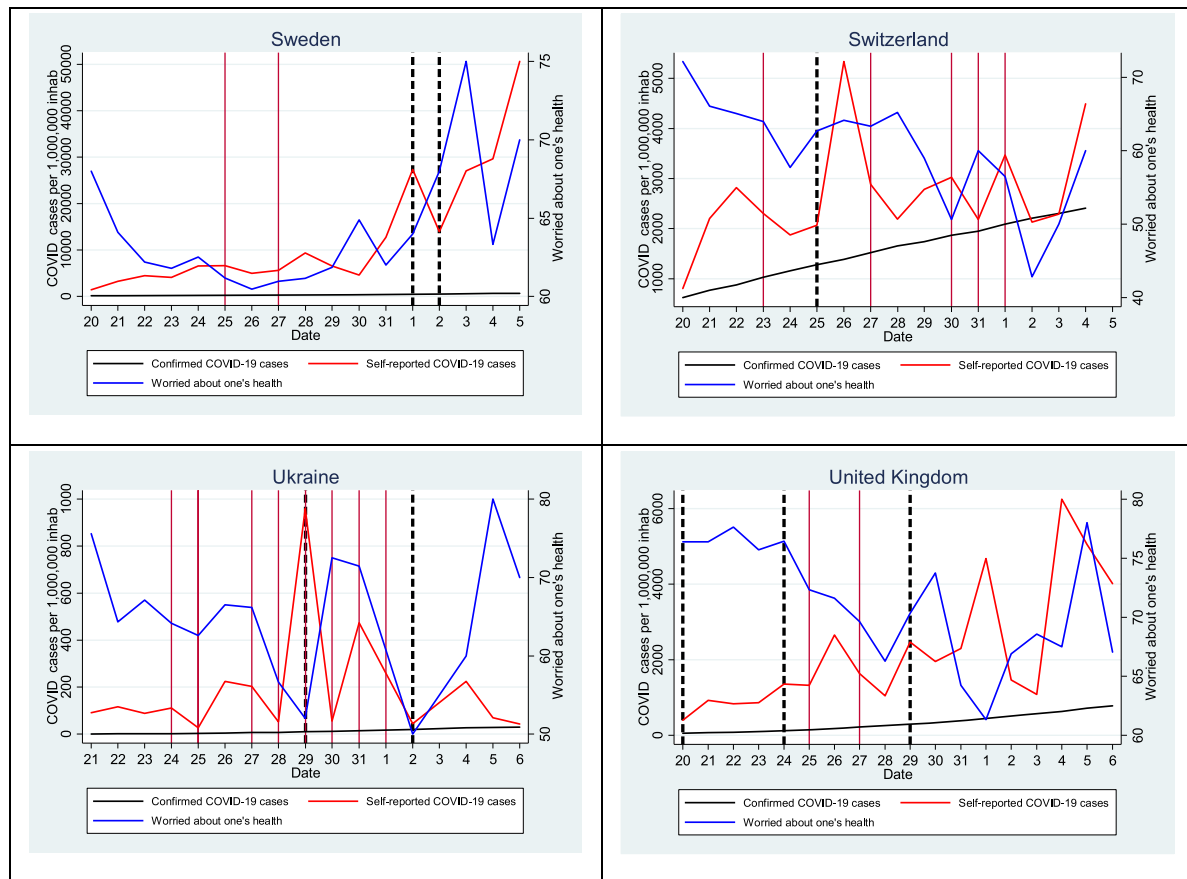 Sweden
COVID cases per 1,000,000 inhab
0 10000 20000 30000 40000 50000
Worried about one's health
60 65 70 75
20 21 22 23 24 25 26 27 28 29 30 31 1 2 3 4 5
Date
Confirmed COVID-19 cases Self-reported COVID-19 cases
Worried about one's health
Switzerland
COVID cases per 1,000,000 inhab
1000 2000 3000 4000 5000
Worried about one's health
40 50 60 70
20 21 22 23 24 25 26 27 28 29 30 31 1 2 3 4 5
Date
Confirmed COVID-19 cases Self-reported COVID-19 cases
Worried about one's health
Ukraine
COVID cases per 1,000,000 inhab
0 200 400 600 800 1000
Worried about one's health
50 60 70 80
21 22 23 24 25 26 27 28 29 30 31 1 2 3 4 5 6
Date
Confirmed COVID-19 cases Self-reported COVID-19 cases
Worried about one's health
United Kingdom
COVID cases per 1,000,000 inhab
0 2000 4000 6000
Worried about one's health
60 65 70 75 80
20 21 22 23 24 25 26 27 28 29 30 31 1 2 3 4 5 6
Date
Confirmed COVID-19 cases Self-reported COVID-19 cases
Worried about one's health